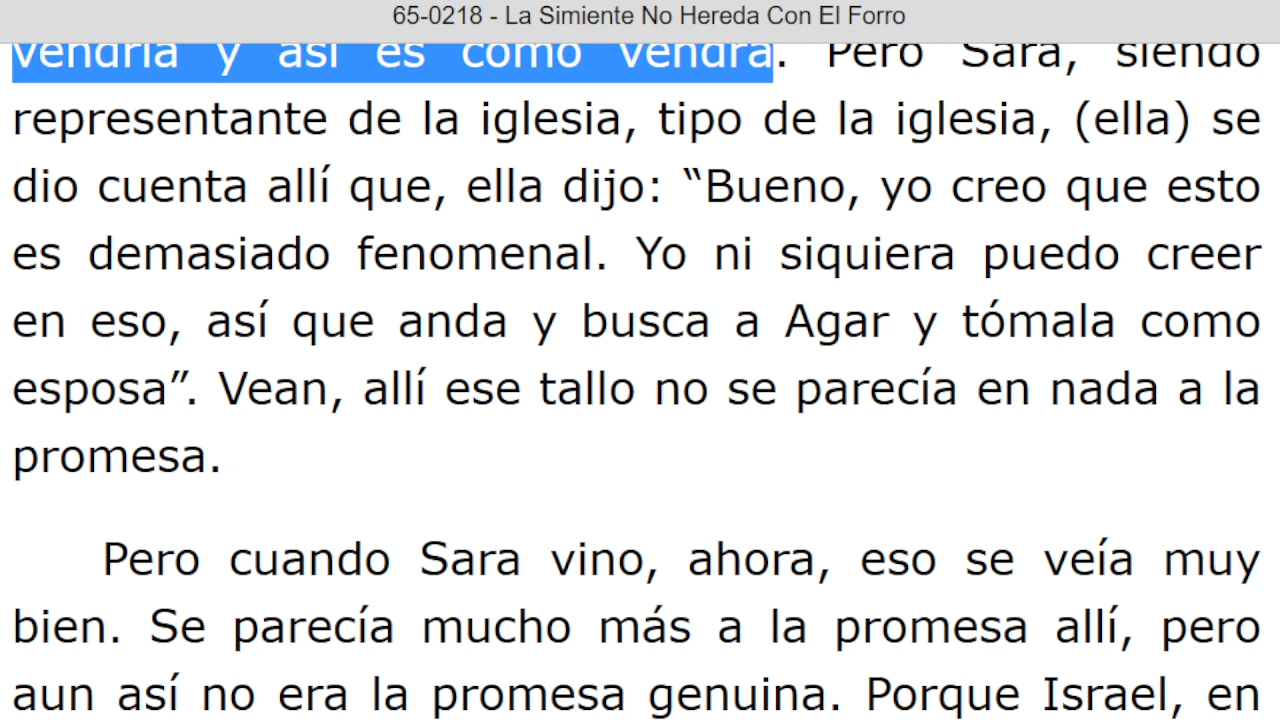 65-0218 - La Simiente No Hereda Con El Forro
vendría y así es como vendrá. Pero Sara, siendo
representante de la iglesia, tipo de la iglesia, (ella) se
dio cuenta allí que, ella dijo: “Bueno, yo creo que esto
es demasiado fenomenal. Yo ni siquiera puedo creer
en eso, así que anda y busca a Agar y tómala como
esposa”. Vean, allí ese tallo no se parecía en nada a la
promesa.
Pero cuando Sara vino, ahora, eso se veía muy
bien. Se parecía mucho más a la promesa allí, pero
aun así no era la promesa genuina. Porque Israel, en